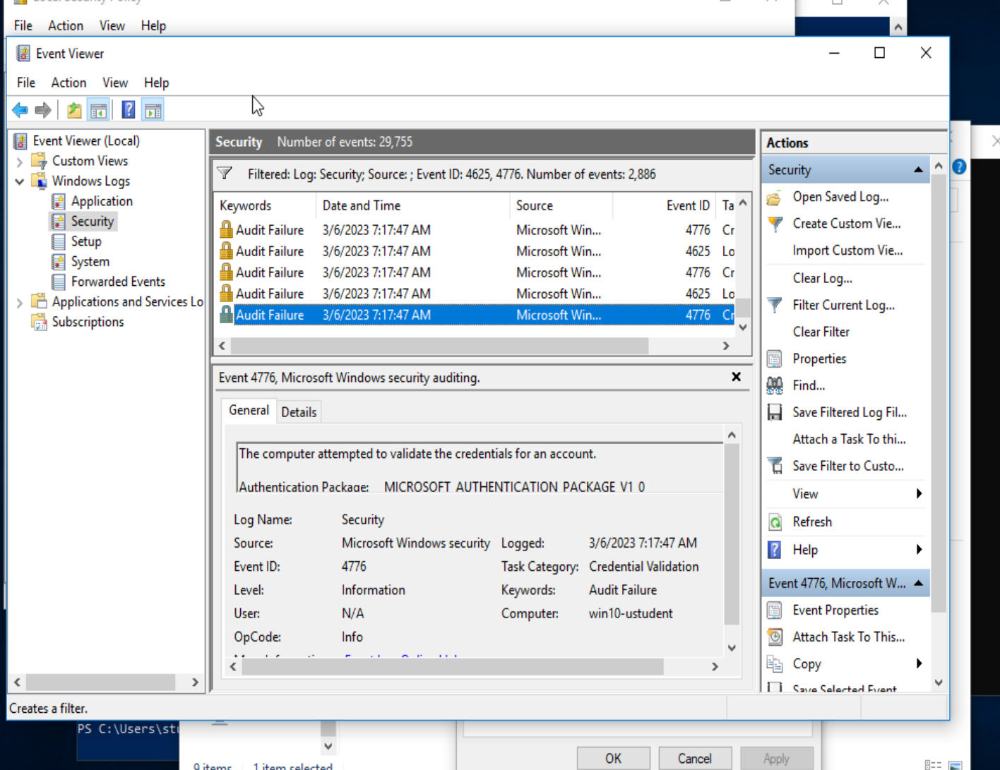 File Action View Help
Event Viewer
File Action View Help
Event Viewer (Local)
Custom Views
Windows Logs
Application
Security
Setup
System
Forwarded Events
Applications and Services Lo
Subscriptions
Security Number of events: 29,755
Filtered: Log: Security; Source: ; Event ID: 4625, 4776. Number of events: 2,886
Keywords Date and Time Source Event ID Ta
Audit Failure 3/6/2023 7:17:47 AM Microsoft Win... 4776 Cr
Audit Failure 3/6/2023 7:17:47 AM Microsoft Win... 4625 Lo
Audit Failure 3/6/2023 7:17:47 AM Microsoft Win... 4776 Cr
Audit Failure 3/6/2023 7:17:47 AM Microsoft Win... 4625 Lo
Audit Failure 3/6/2023 7:17:47 AM Microsoft Win... 4776 Cr
Event 4776, Microsoft Windows security auditing.
General Details
The computer attempted to validate the credentials for an account.
Authentication Package: MICROSOFT_AUTHENTICATION_PACKAGE_V1_0
Log Name: Security
Source: Microsoft Windows security Logged: 3/6/2023 7:17:47 AM
Event ID: 4776 Task Category: Credential Validation
Level: Information Keywords: Audit Failure
User: N/A Computer: win10-ustudent
OpCode: Info
Actions
Security
Open Saved Log...
Create Custom Vie...
Import Custom Vie...
Clear Log...
Filter Current Log...
Clear Filter
Properties
Find...
Save Filtered Log Fil...
Attach a Task To thi...
Save Filter to Custo...
View
Refresh
Help
Event 4776, Microsoft W...
Event Properties
Attach Task To This...
Copy
Save Selected Event
Creates a filter.
PS C:\Users\stu
9 items 1 item selected
OK Cancel Apply